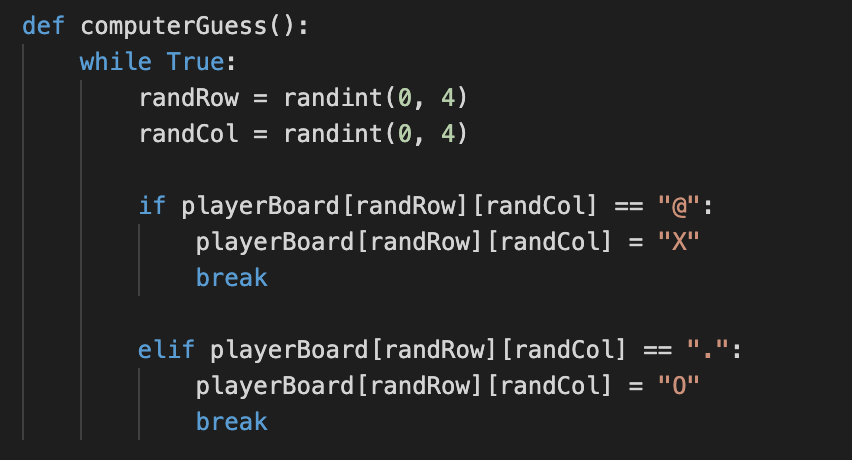 def computerGuess():
    while True:
        randRow = randint(0, 4)
        randCol = randint(0, 4)

        if playerBoard[randRow][randCol] == "@":
            playerBoard[randRow][randCol] = "X"
            break

        elif playerBoard[randRow][randCol] == ".":
            playerBoard[randRow][randCol] = "O"
            break